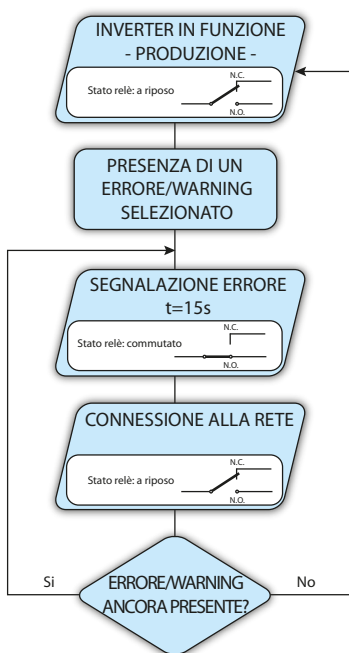 INVERTER IN FUNZIONE
- PRODUZIONE -
N.C.
Stato relè: a riposo
N.O.
PRESENZA DI UN
ERRORE/WARNING
SELEZIONATO
SEGNALAZIONE ERRORE
t=15s
N.C.
Stato relè: commutato
N.O.
CONNESSIONE ALLA RETE
N.C.
Stato relè: a riposo
N.O.
Si
ERRORE/WARNING
No
ANCORA PRESENTE?